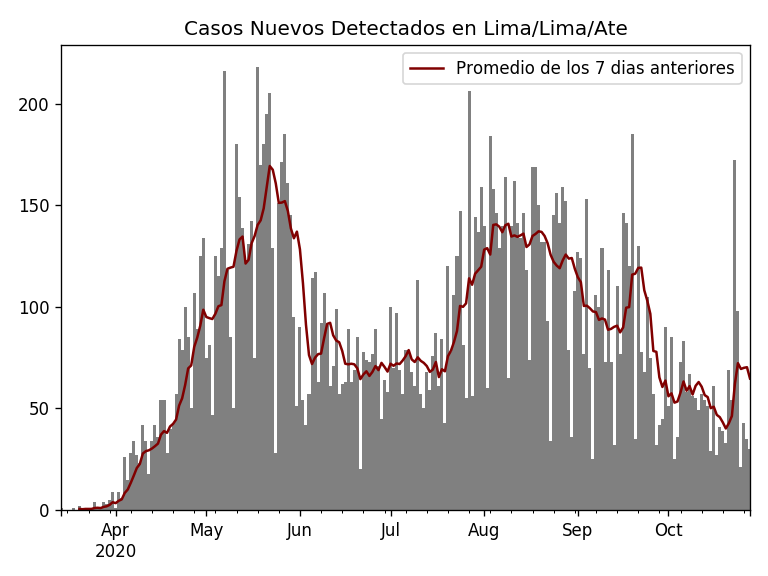 Casos Nuevos Detectados en Lima/Lima/Ate
Promedio de los 7 dias anteriores
200
150
100
50
0
Apr May Jun Jul Aug Sep Oct
2020